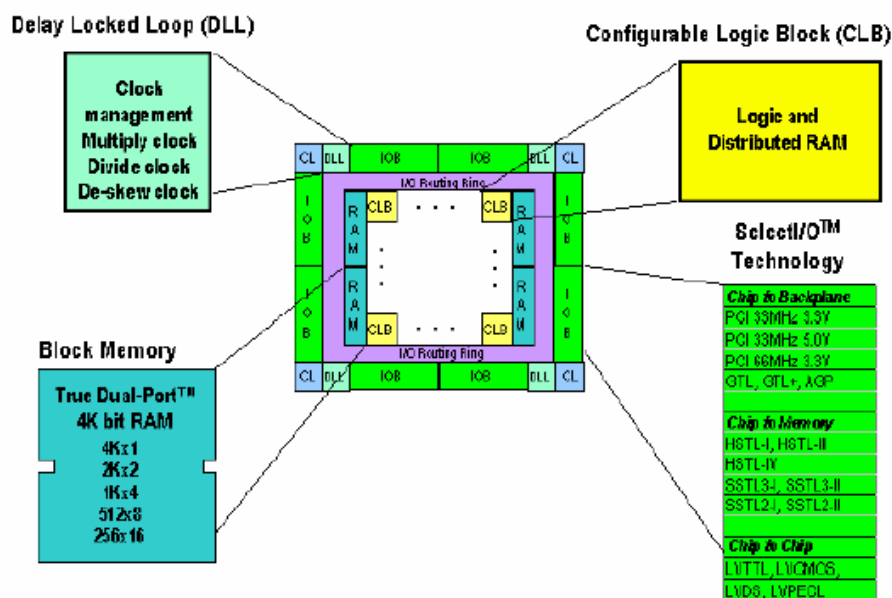 Delay Locked Loop (DLL)
Clock
management
Multiply clock
Divide clock
De-skew clock
Configurable Logic Block (CLB)
Logic and
Distributed RAM
CL DLL IOB IOB DLL CL
I/O Routing Ring
IOB
IOB
RAM
RAM
CLB . . . CLB
CLB . . . CLB
RAM
RAM
IOB
IOB
I/O Routing Ring
CL DLL IOB IOB DLL CL
Block Memory
True Dual-Port™
4K bit RAM
4Kx1
2Kx2
1Kx4
512x8
256x16
SelectI/O™
Technology
Chip to Backplane
PCI 33MHz 3.3V
PCI 33MHz 5.0V
PCI 66MHz 3.3V
GTL, GTL+, AGP
Chip to Memory
HSTL-I, HSTL-III
HSTL-IV
SSTL3-I, SSTL3-II
SSTL2-I, SSTL2-II
Chip to Chip
LVTTL, LVCMOS,
LVDS, LVPECL